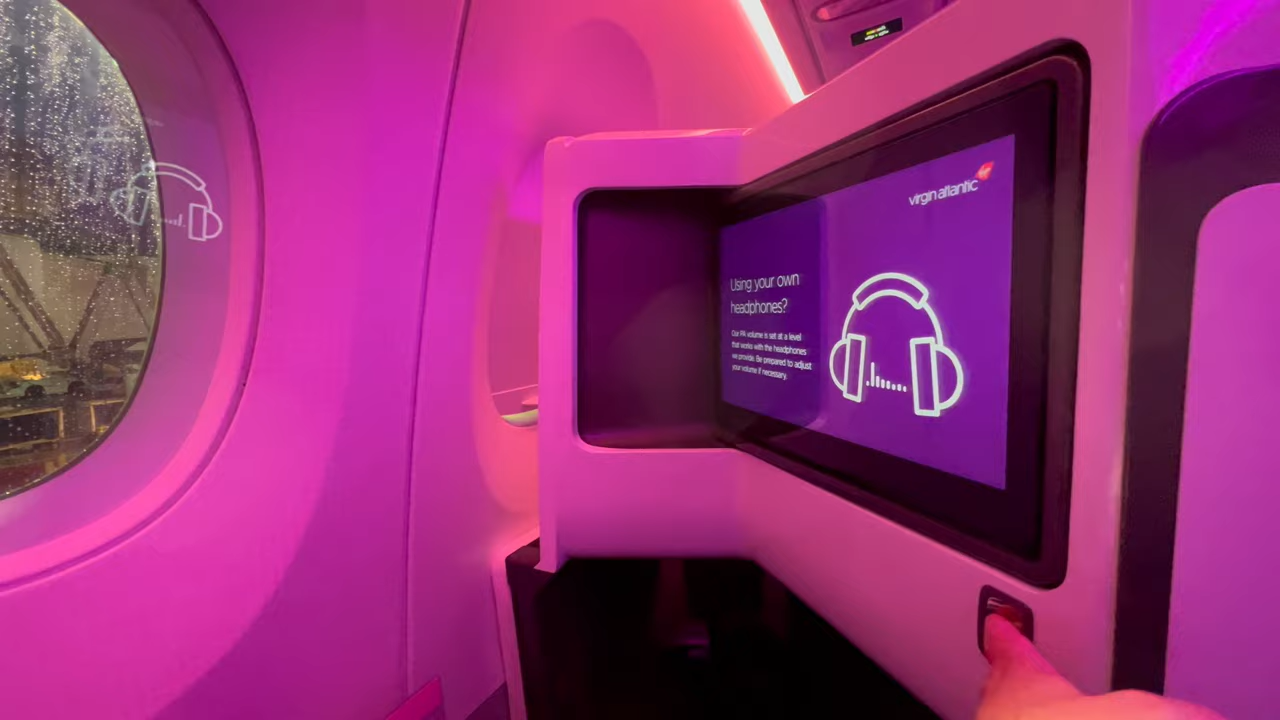 virgin atlantic
Using your own
headphones?
Our PA volume is set at a level
that works with the headphones
we provide. Be prepared to adjust
your volume if necessary.